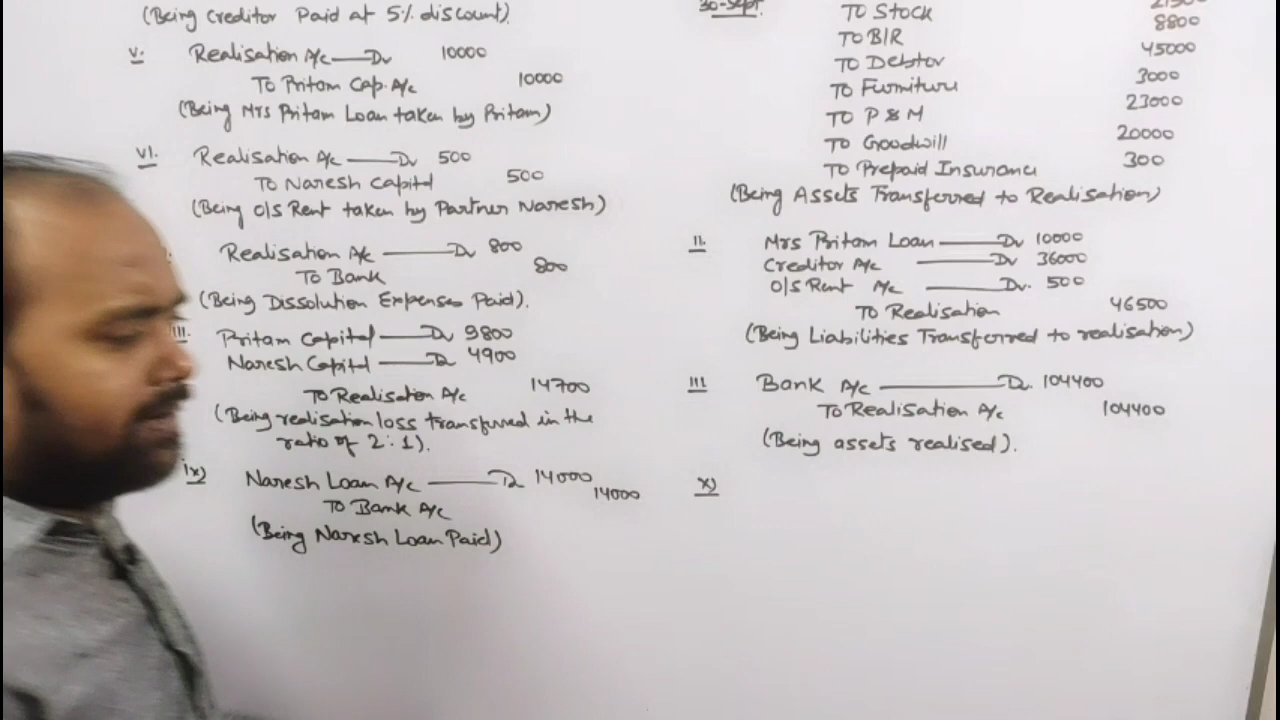 (Being Creditor Paid at 5% discount).
v. Realisation A/c —— Dr 10000
To Pritam Cap. A/c 10000
(Being Mrs Pritam Loan taken by Pritam)
vi. Realisation A/c —— Dr 500
To Naresh Capital 500
(Being O/s Rent taken by Partner Naresh)
Realisation A/c —— Dr 800
To Bank 800
(Being Dissolution Expenses Paid).
III. Pritam Capital —— Dr 9800
Naresh Capital —— Dr 4900
To Realisation A/c 14700
(Being realisation loss transferred in the
ratio of 2:1).
ix) Naresh Loan A/c —— Dr 14000
14000
To Bank A/c
(Being Naresh Loan Paid)
30-Sept. To Stock
To B/R 8800
To Debtor 45000
To Furniture 3000
To P & M 23000
To Goodwill 20000
To Prepaid Insurance 300
(Being Assets Transferred to Realisation)
II. Mrs Pritam Loan —— Dr 10000
Creditor A/c —— Dr 36000
O/S Rent A/c —— Dr. 500
To Realisation 46500
(Being Liabilities Transferred to realisation)
III Bank A/c —— Dr. 104400
To Realisation A/c 104400
(Being assets realised).
x)